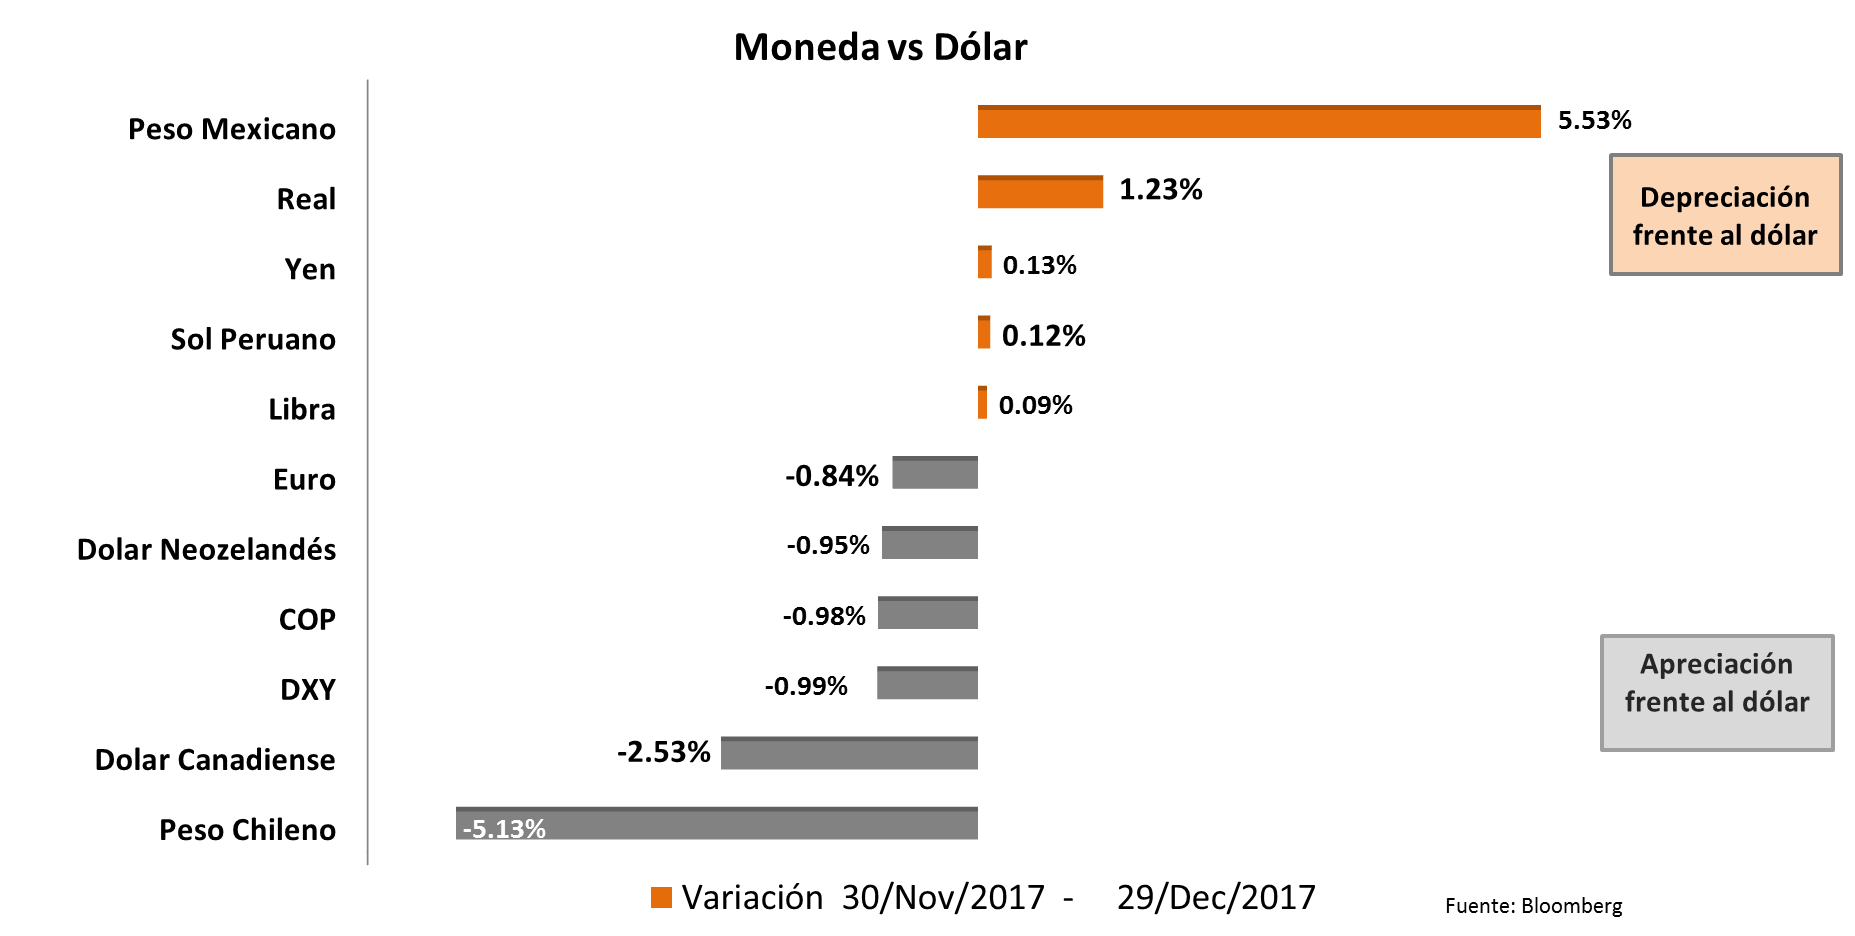 Moneda vs Dólar
Peso Mexicano
5.53%
Real
1.23%
Depreciación
frente al dólar
Yen
0.13%
Sol Peruano
0.12%
Libra
0.09%
Euro
-0.84%
Dolar Neozelandés
-0.95%
COP
-0.98%
DXY
-0.99%
Apreciación
frente al dólar
Dolar Canadiense
-2.53%
Peso Chileno
-5.13%
Variación 30/Nov/2017 - 29/Dec/2017
Fuente: Bloomberg